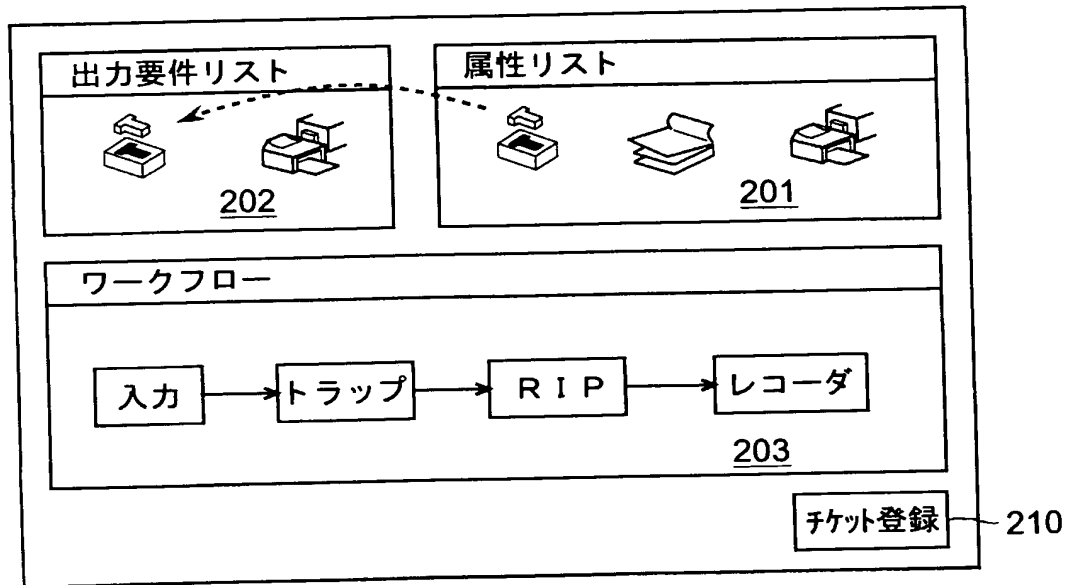 出力要件リスト
属性リスト
202
201
ワークフロー
入力
トラップ
ＲＩＰ
レコーダ
203
チケット登録
210